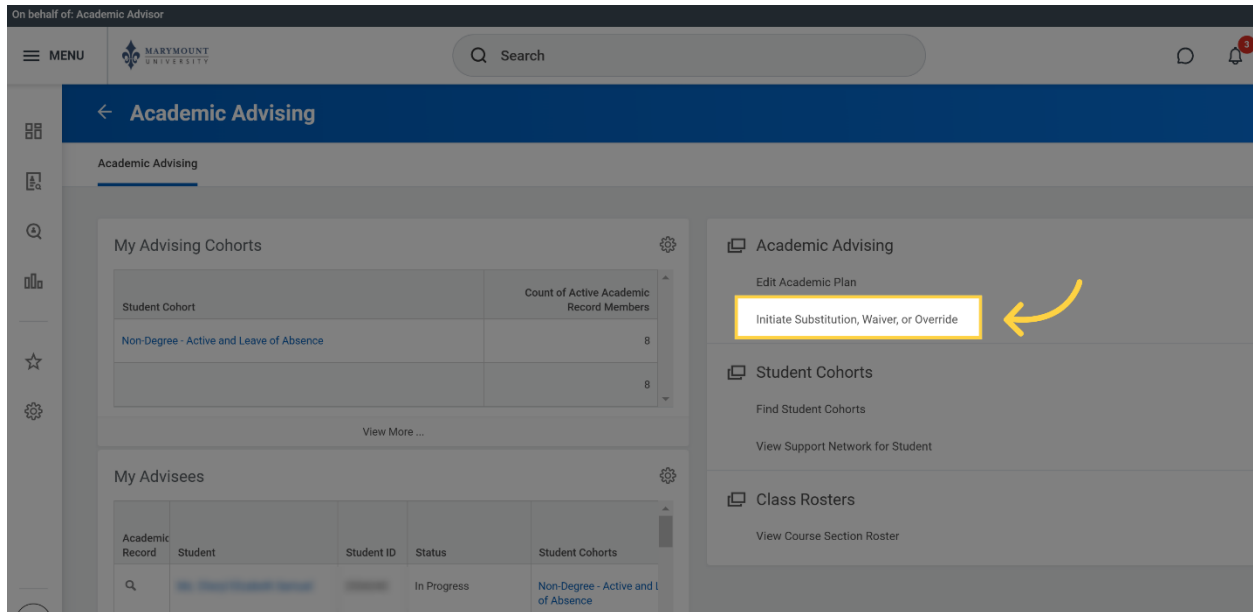 On behalf of: Academic Advisor
MENU
MARYMOUNT
UNIVERSITY
Search
3
Academic Advising
Academic Advising
My Advising Cohorts
Student Cohort
Count of Active Academic
Record Members
Non-Degree - Active and Leave of Absence
8
8
View More ...
My Advisees
Academic
Record
Student
Student ID
Status
Student Cohorts
In Progress
Non-Degree - Active and L
of Absence
Academic Advising
Edit Academic Plan
Initiate Substitution, Waiver, or Override
Student Cohorts
Find Student Cohorts
View Support Network for Student
Class Rosters
View Course Section Roster